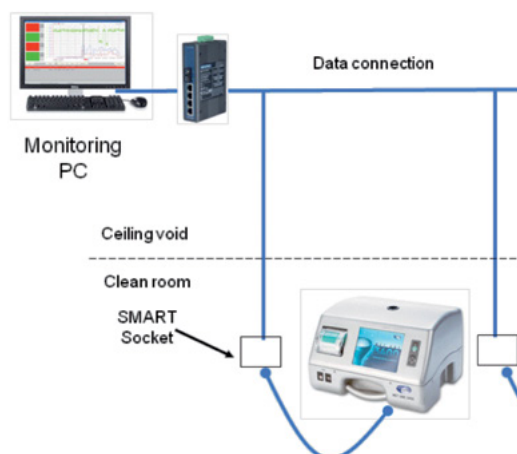 Data connection
Monitoring
PC
Ceiling void
Clean room
SMART
Socket